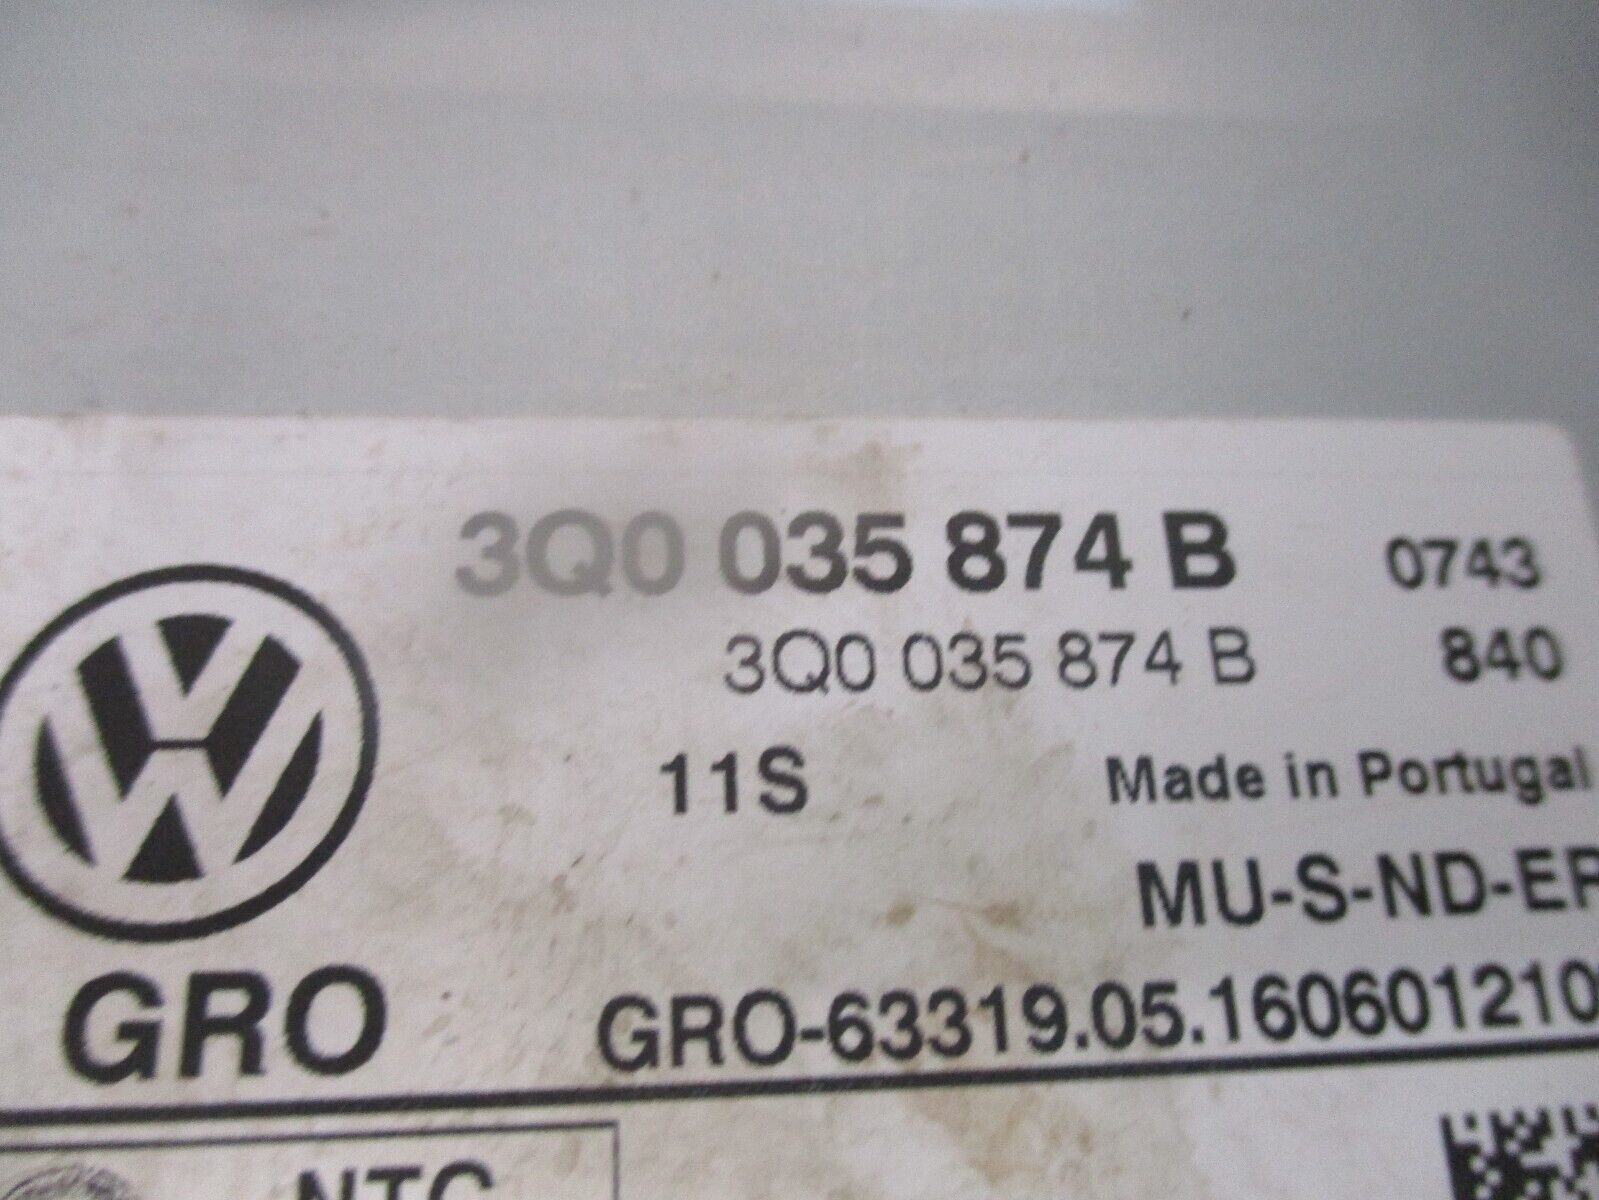 3Q0 035 874 B 0743
3Q0 035 874 B 840
11S Made in Portugal
MU-S-ND-ER
GRO GRO-63319.05.1606012100
NTC